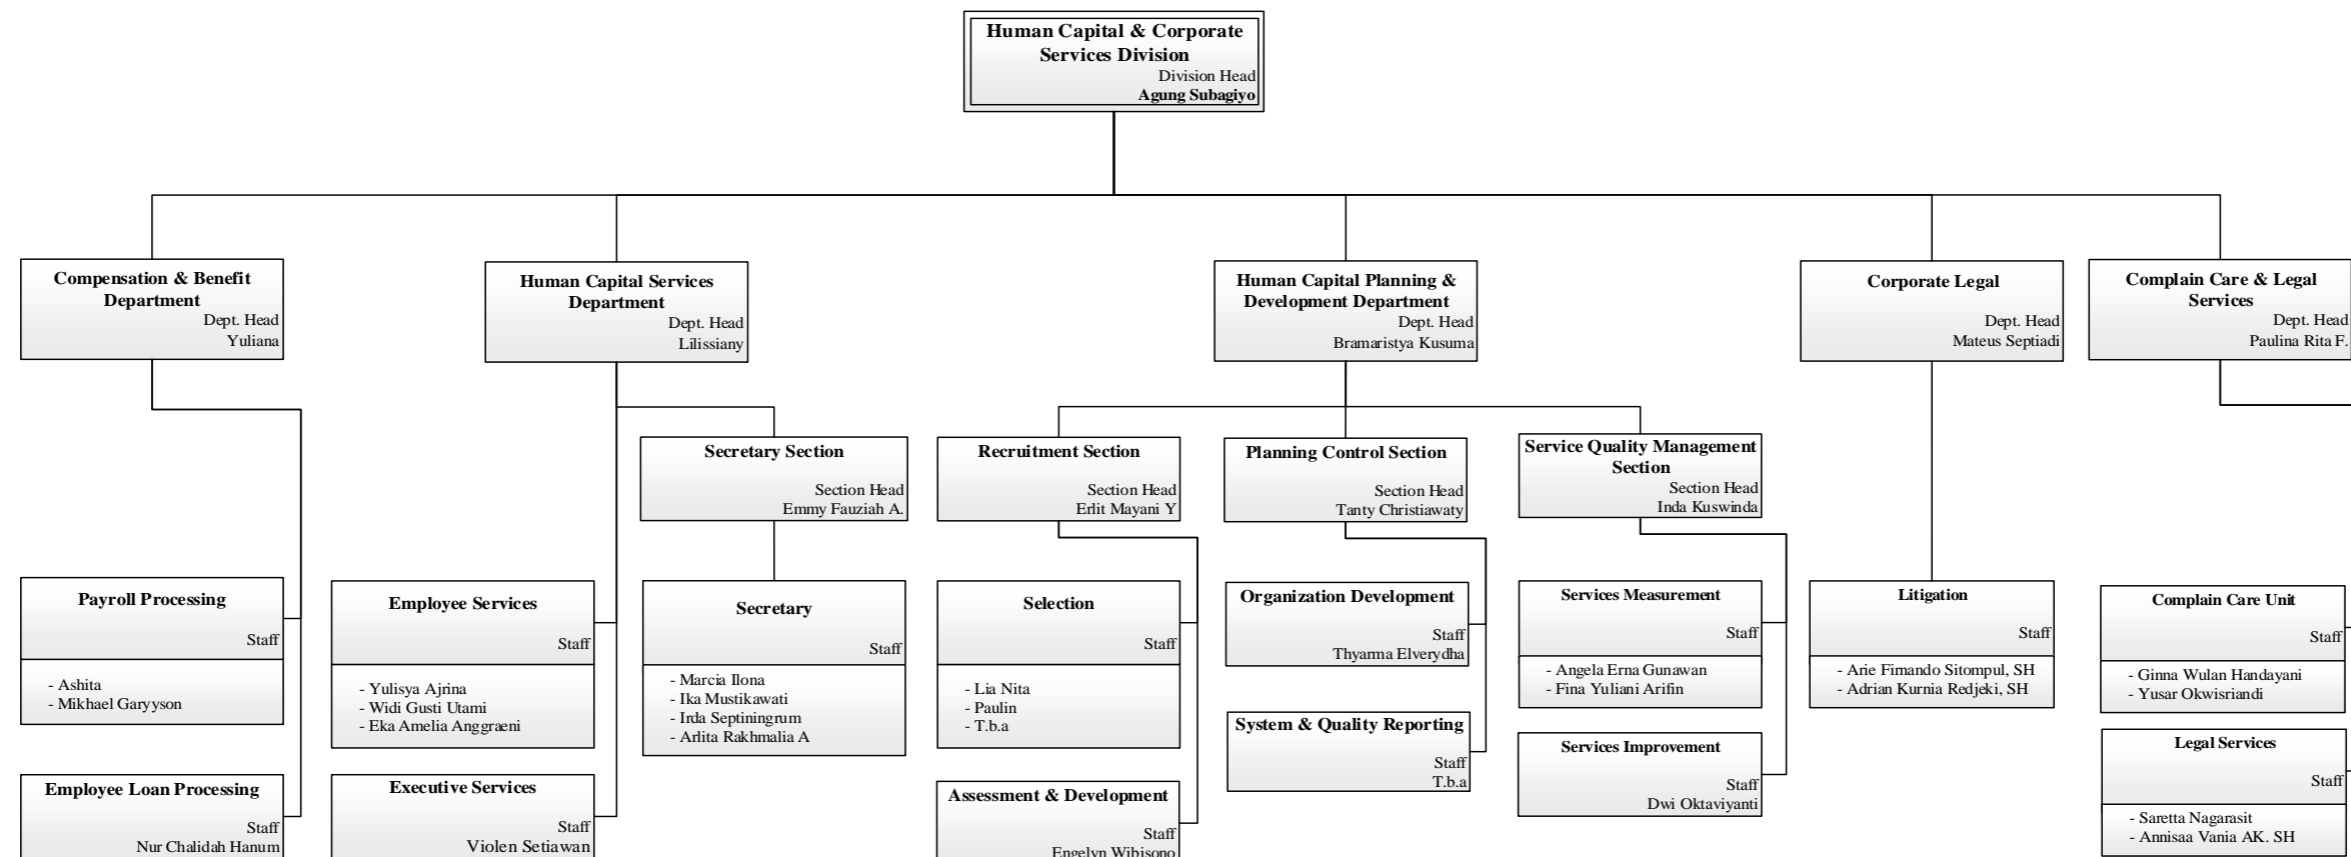 Human Capital & Corporate
Services Division
Division Head
Agung Subagiyo
Compensation & Benefit
Department
Dept. Head
Yuliana
Human Capital Services
Department
Dept. Head
Lilissiany
Human Capital Planning &
Development Department
Dept. Head
Bramaristya Kusuma
Corporate Legal
Dept. Head
Mateus Septiadi
Complain Care & Legal
Services
Dept. Head
Paulina Rita F.
Secretary Section
Section Head
Emmy Fauziah A.
Recruitment Section
Section Head
Erlit Mayani Y
Planning Control Section
Section Head
Tanty Christiawaty
Service Quality Management
Section
Section Head
Inda Kuswinda
Payroll Processing
Staff
- Ashita
- Mikhael Garyyson
Employee Services
Staff
- Yulisya Ajrina
- Widi Gusti Utami
- Eka Amelia Anggraeni
Secretary
Staff
- Marcia Ilona
- Ika Mustikawati
- Irda Septiningrum
- Arlita Rakhmalia A
Selection
Staff
- Lia Nita
- Paulin
- T.b.a
Organization Development
Staff
Thyarma Elverydha
Services Measurement
Staff
- Angela Erna Gunawan
- Fina Yuliani Arifin
Litigation
Staff
- Arie Firnando Sitompul, SH
- Adrian Kurnia Redjeki, SH
Complain Care Unit
Staff
- Ginna Wulan Handayani
- Yusar Okwisriandi
Employee Loan Processing
Staff
Nur Chalidah Hanum
Executive Services
Staff
Violen Setiawan
Assessment & Development
Staff
Engelyn Wibisono
System & Quality Reporting
Staff
T.b.a
Services Improvement
Staff
Dwi Oktaviyanti
Legal Services
Staff
- Saretta Nagarasit
- Annisaa Vania AK. SH